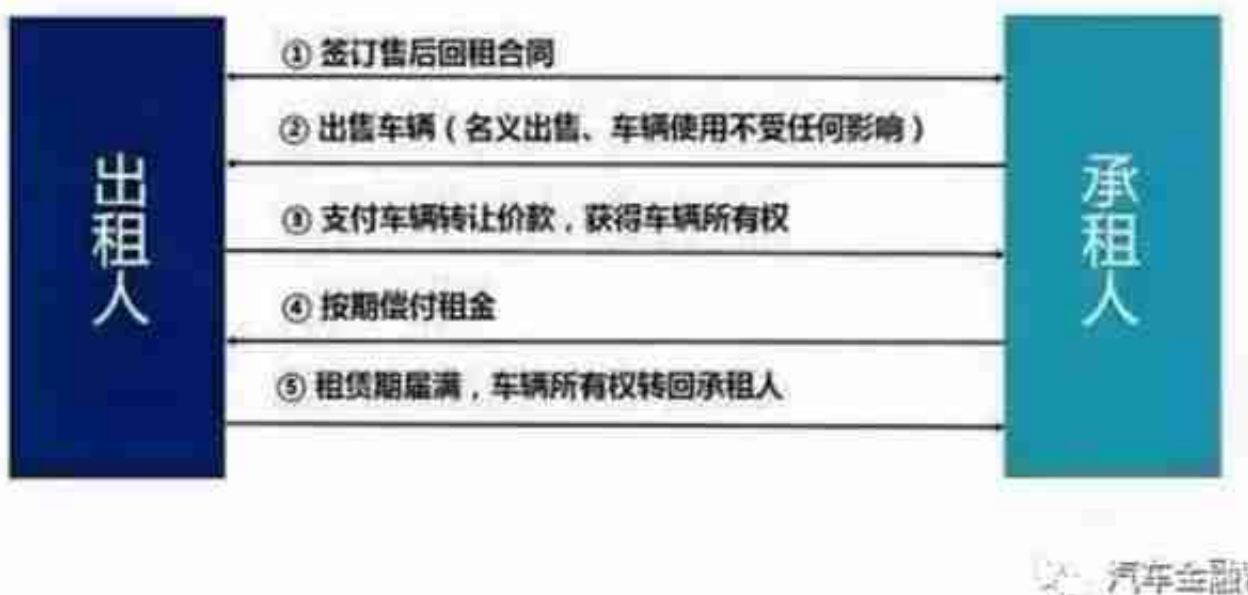 ① 签订售后回租合同
② 出售车辆（名义出售、车辆使用不受任何影响）
③ 支付车辆转让价款，获得车辆所有权
④ 按期偿付租金
⑤ 租赁期届满，车辆所有权转回承租人
出租人
承租人
汽车金融